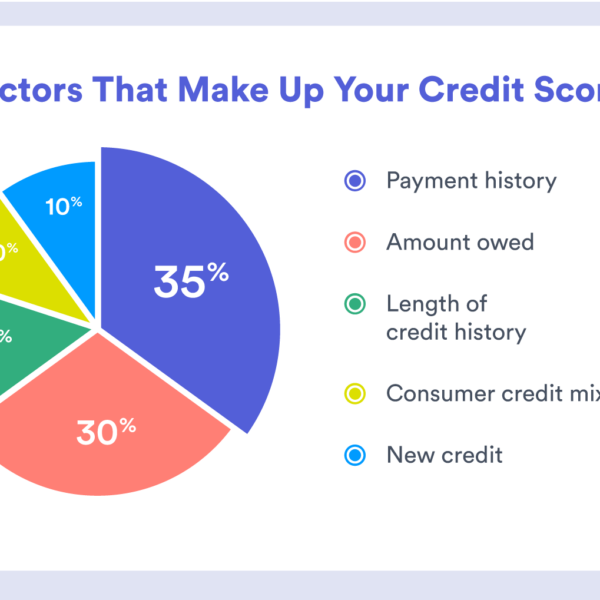 ctors That Make Up Your Credit Scor
10%
0%
35%
%
30%
Payment history
Amount owed
Length of
credit history
Consumer credit mix
New credit